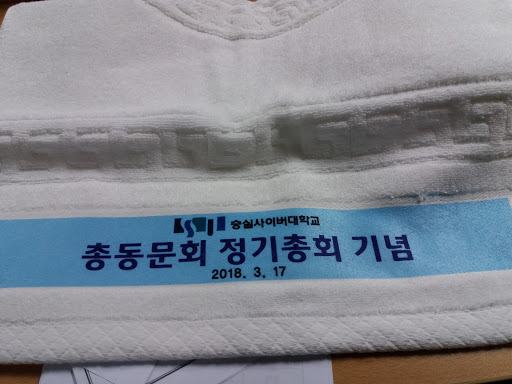 숭실사이버대학교
총동문회 정기총회 기념
2018. 3. 17